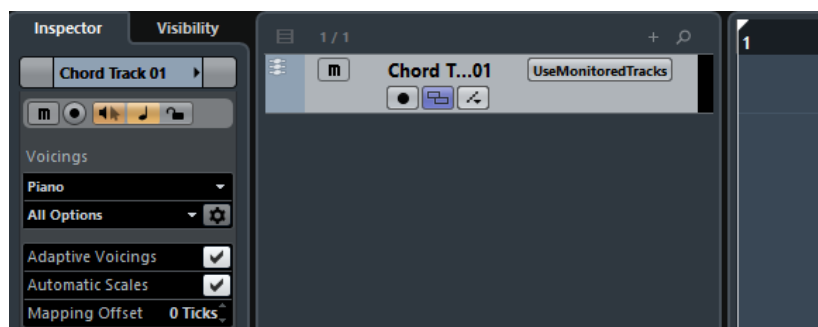 Inspector
Visibility
1 / 1
1
Chord Track 01
m
Chord T...01
UseMonitoredTracks
m
Voicings
Piano
All Options
Adaptive Voicings
Automatic Scales
Mapping Offset 0 Ticks